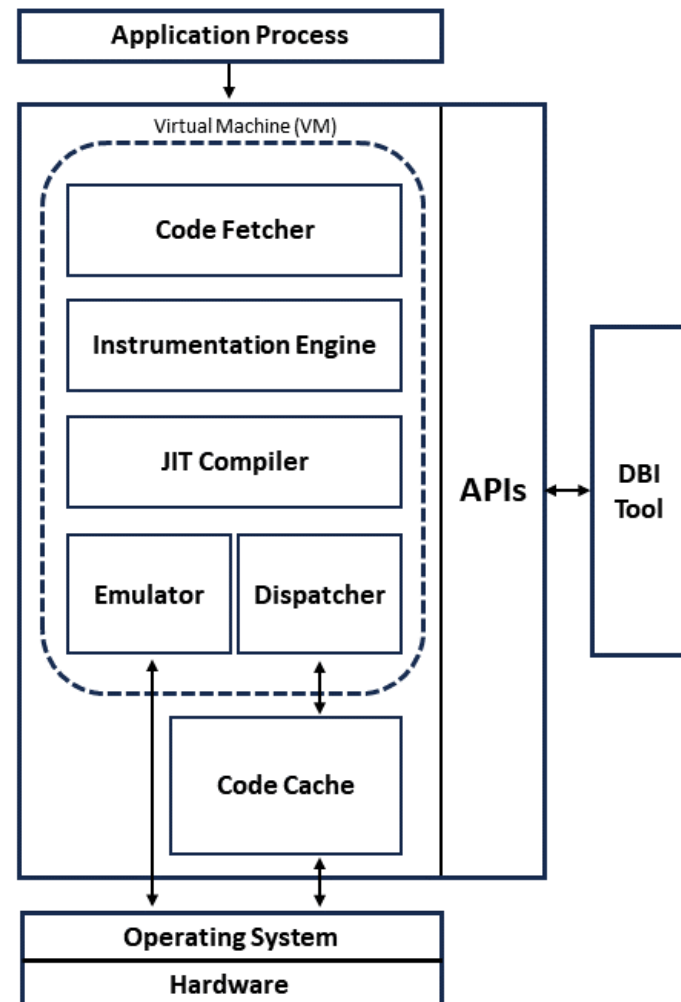 Application Process
Virtual Machine (VM)
Code Fetcher
Instrumentation Engine
JIT Compiler
Emulator
Dispatcher
Code Cache
APIs
DBI
Tool
Operating System
Hardware